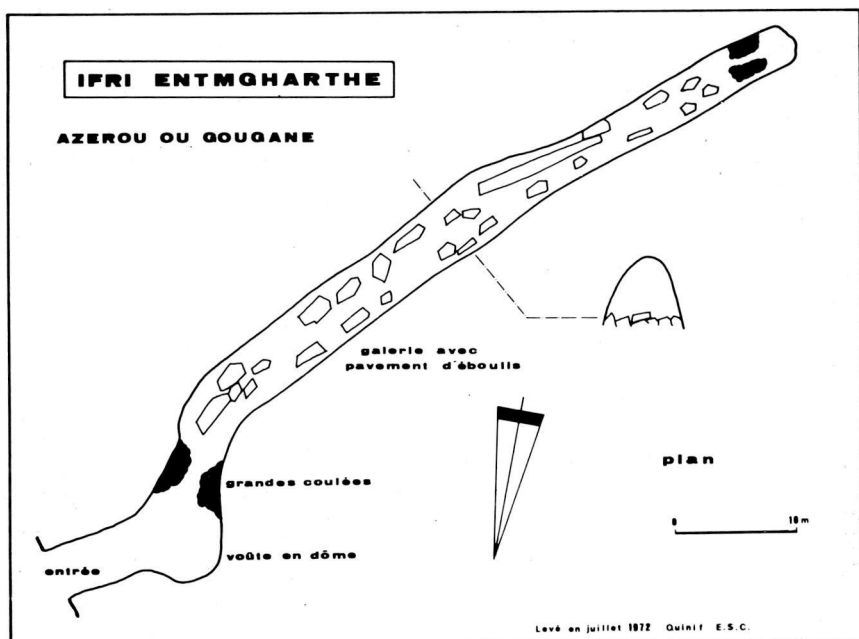 IFRI ENTMGHARTHE
AZEROU OU GOUGANE
galerie avec
pavement d'éboulis
grandes coulées
plan
0 10m
voûte en dôme
entrée
Levé en juillet 1972 Quinif E.S.C.